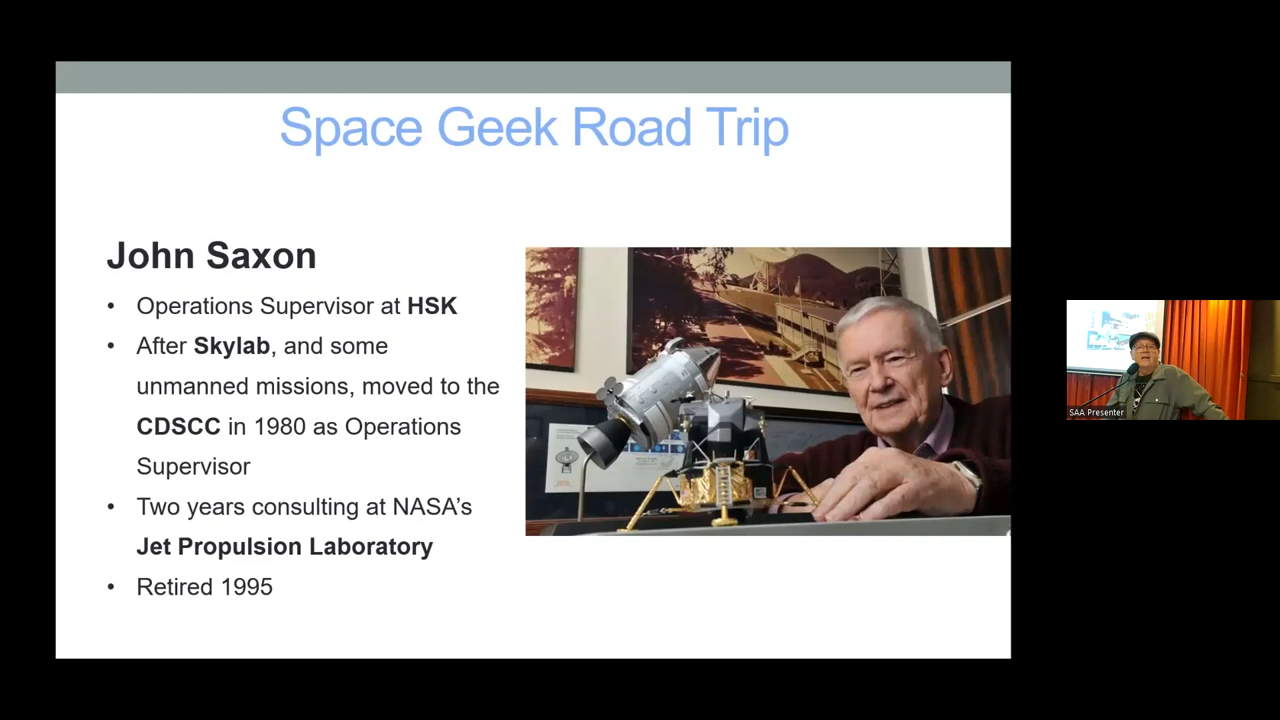 Space Geek Road Trip
John Saxon
• Operations Supervisor at HSK
• After Skylab, and some
unmanned missions, moved to the
CDSCC in 1980 as Operations
Supervisor
• Two years consulting at NASA’s
Jet Propulsion Laboratory
• Retired 1995
SAA Presenter